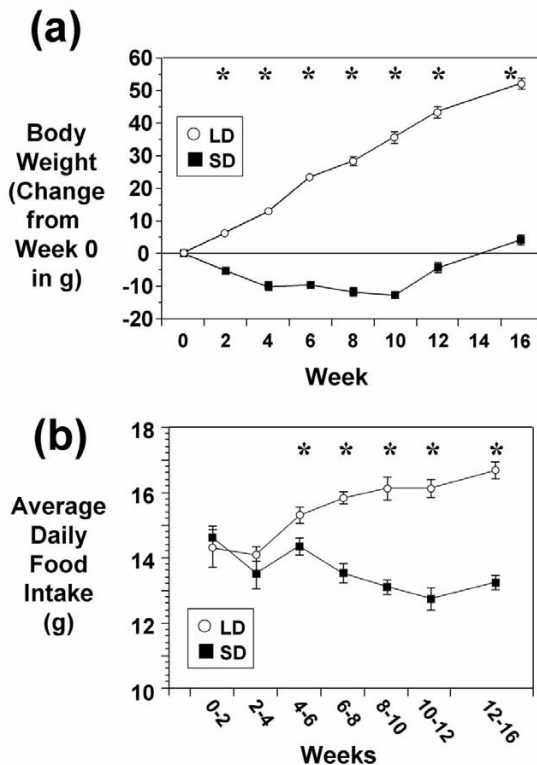 (a)
* * * * * * *
60
50
40
30
20
10
0
-10
-20
Body
Weight
(Change
from
Week 0
in g)
LD
SD
0 2 4 6 8 10 12 14 16
Week
(b)
* * * * *
18
16
14
12
10
Average
Daily
Food
Intake
(g)
LD
SD
0-2 2-4 4-6 6-8 8-10 10-12 12-16
Weeks